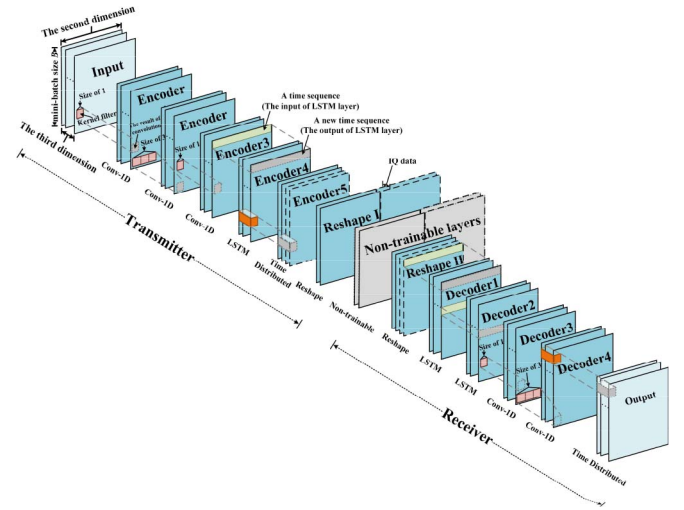 The second dimension
mini-batch size B
The third dimension
Input
Size of 1
Kernel filter
Encoder
The result of
convolution
Size of 3
Encoder
Size of 1
Encoder3
A time sequence
(The input of LSTM layer)
Encoder4
A new time sequence
(The output of LSTM layer)
Encoder5
Reshape I
IQ data
Non-trainable layers
Reshape II
Decoder1
Decoder2
Size of 1
Decoder3
Size of 3
Decoder4
Output
Conv-1D
Conv-1D
Conv-1D
LSTM
Time
Distributed
Reshape
Non-trainable
Reshape
LSTM
LSTM
Conv-1D
Conv-1D
Time Distributed
Transmitter
Receiver